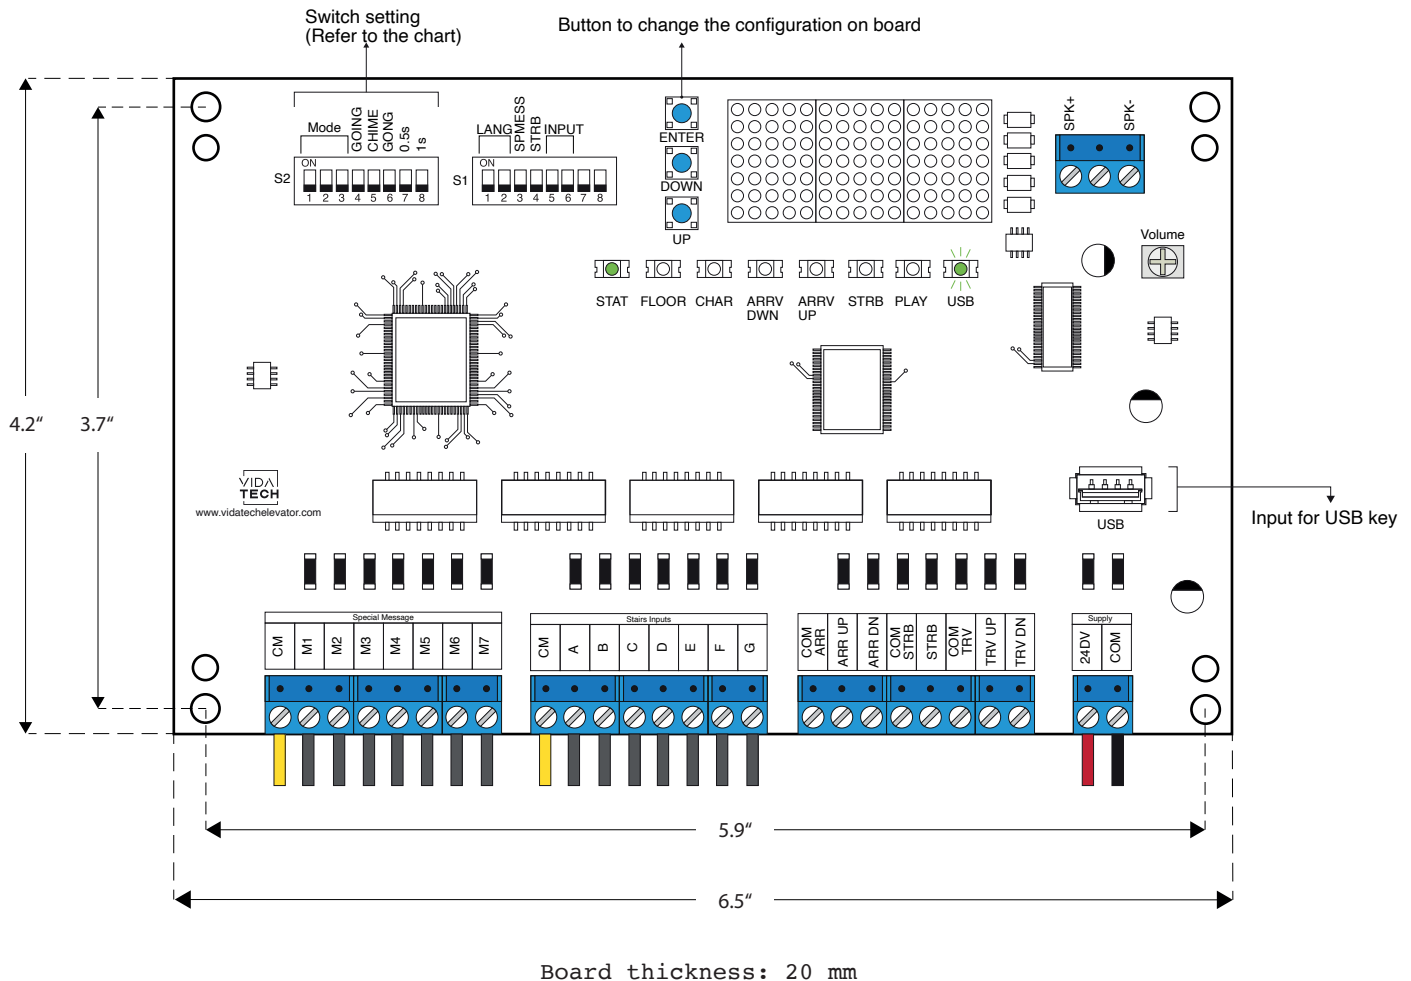 Switch setting
(Refer to the chart)
Button to change the configuration on board
Mode
GOING
CHIME
GONG
0.5s
1s
LANG
SPMESS
STRB
INPUT
S2
ON
1 2 3 4 5 6 7 8
S1
ON
1 2 3 4 5 6 7 8
ENTER
DOWN
UP
SPK+
SPK-
Volume
STAT
FLOOR
CHAR
ARRV
DWN
ARRV
UP
STRB
PLAY
USB
4.2“
3.7“
VIDA
TECH
www.vidatechelevator.com
USB
Input for USB key
Special Message
CM
M1
M2
M3
M4
M5
M6
M7
Stairs Inputs
CM
A
B
C
D
E
F
G
COM
ARR
ARR UP
ARR DN
COM
STRB
STRB
COM
TRV
TRV UP
TRV DN
Supply
24DV
COM
5.9“
6.5“
Board thickness: 20 mm